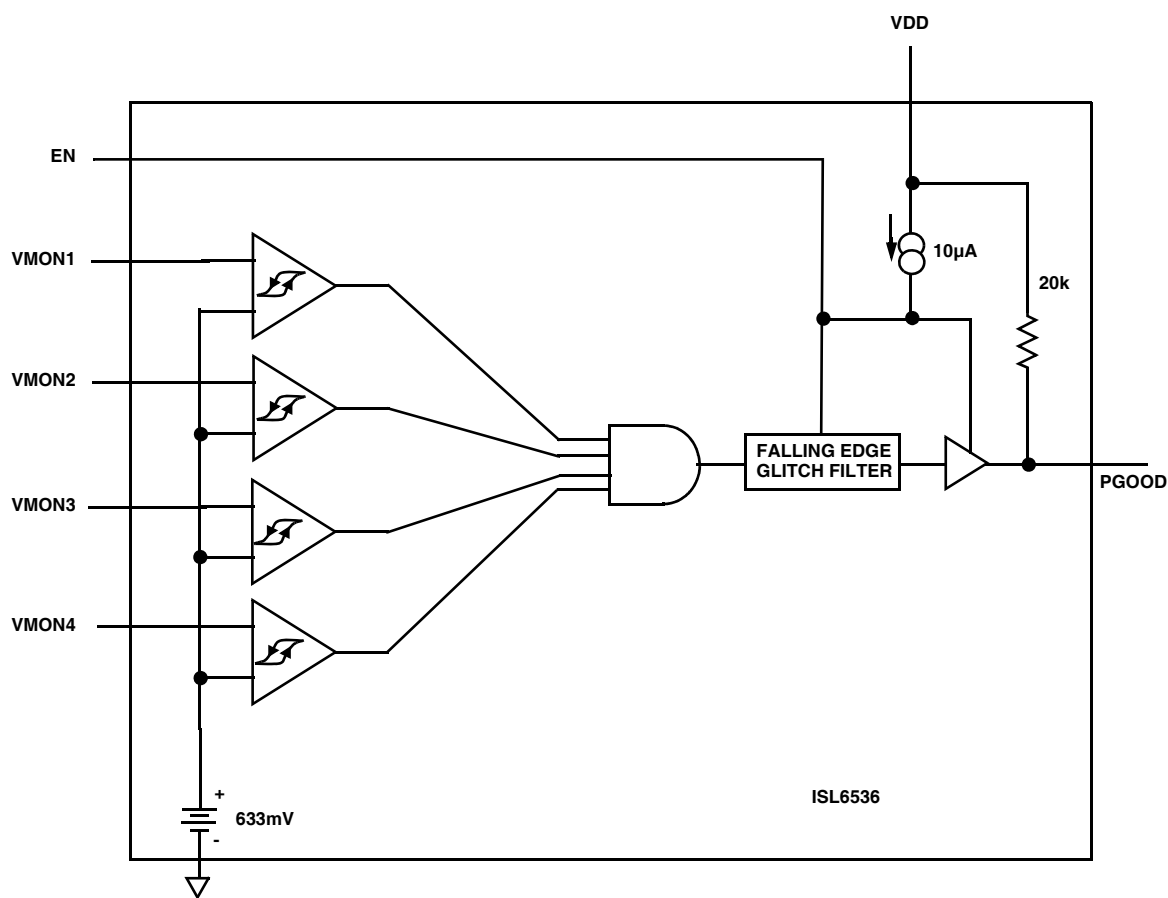 VDD
EN
VMON1
10µA
20k
VMON2
FALLING EDGE
GLITCH FILTER
PGOOD
VMON3
VMON4
ISL6536
+
633mV
-